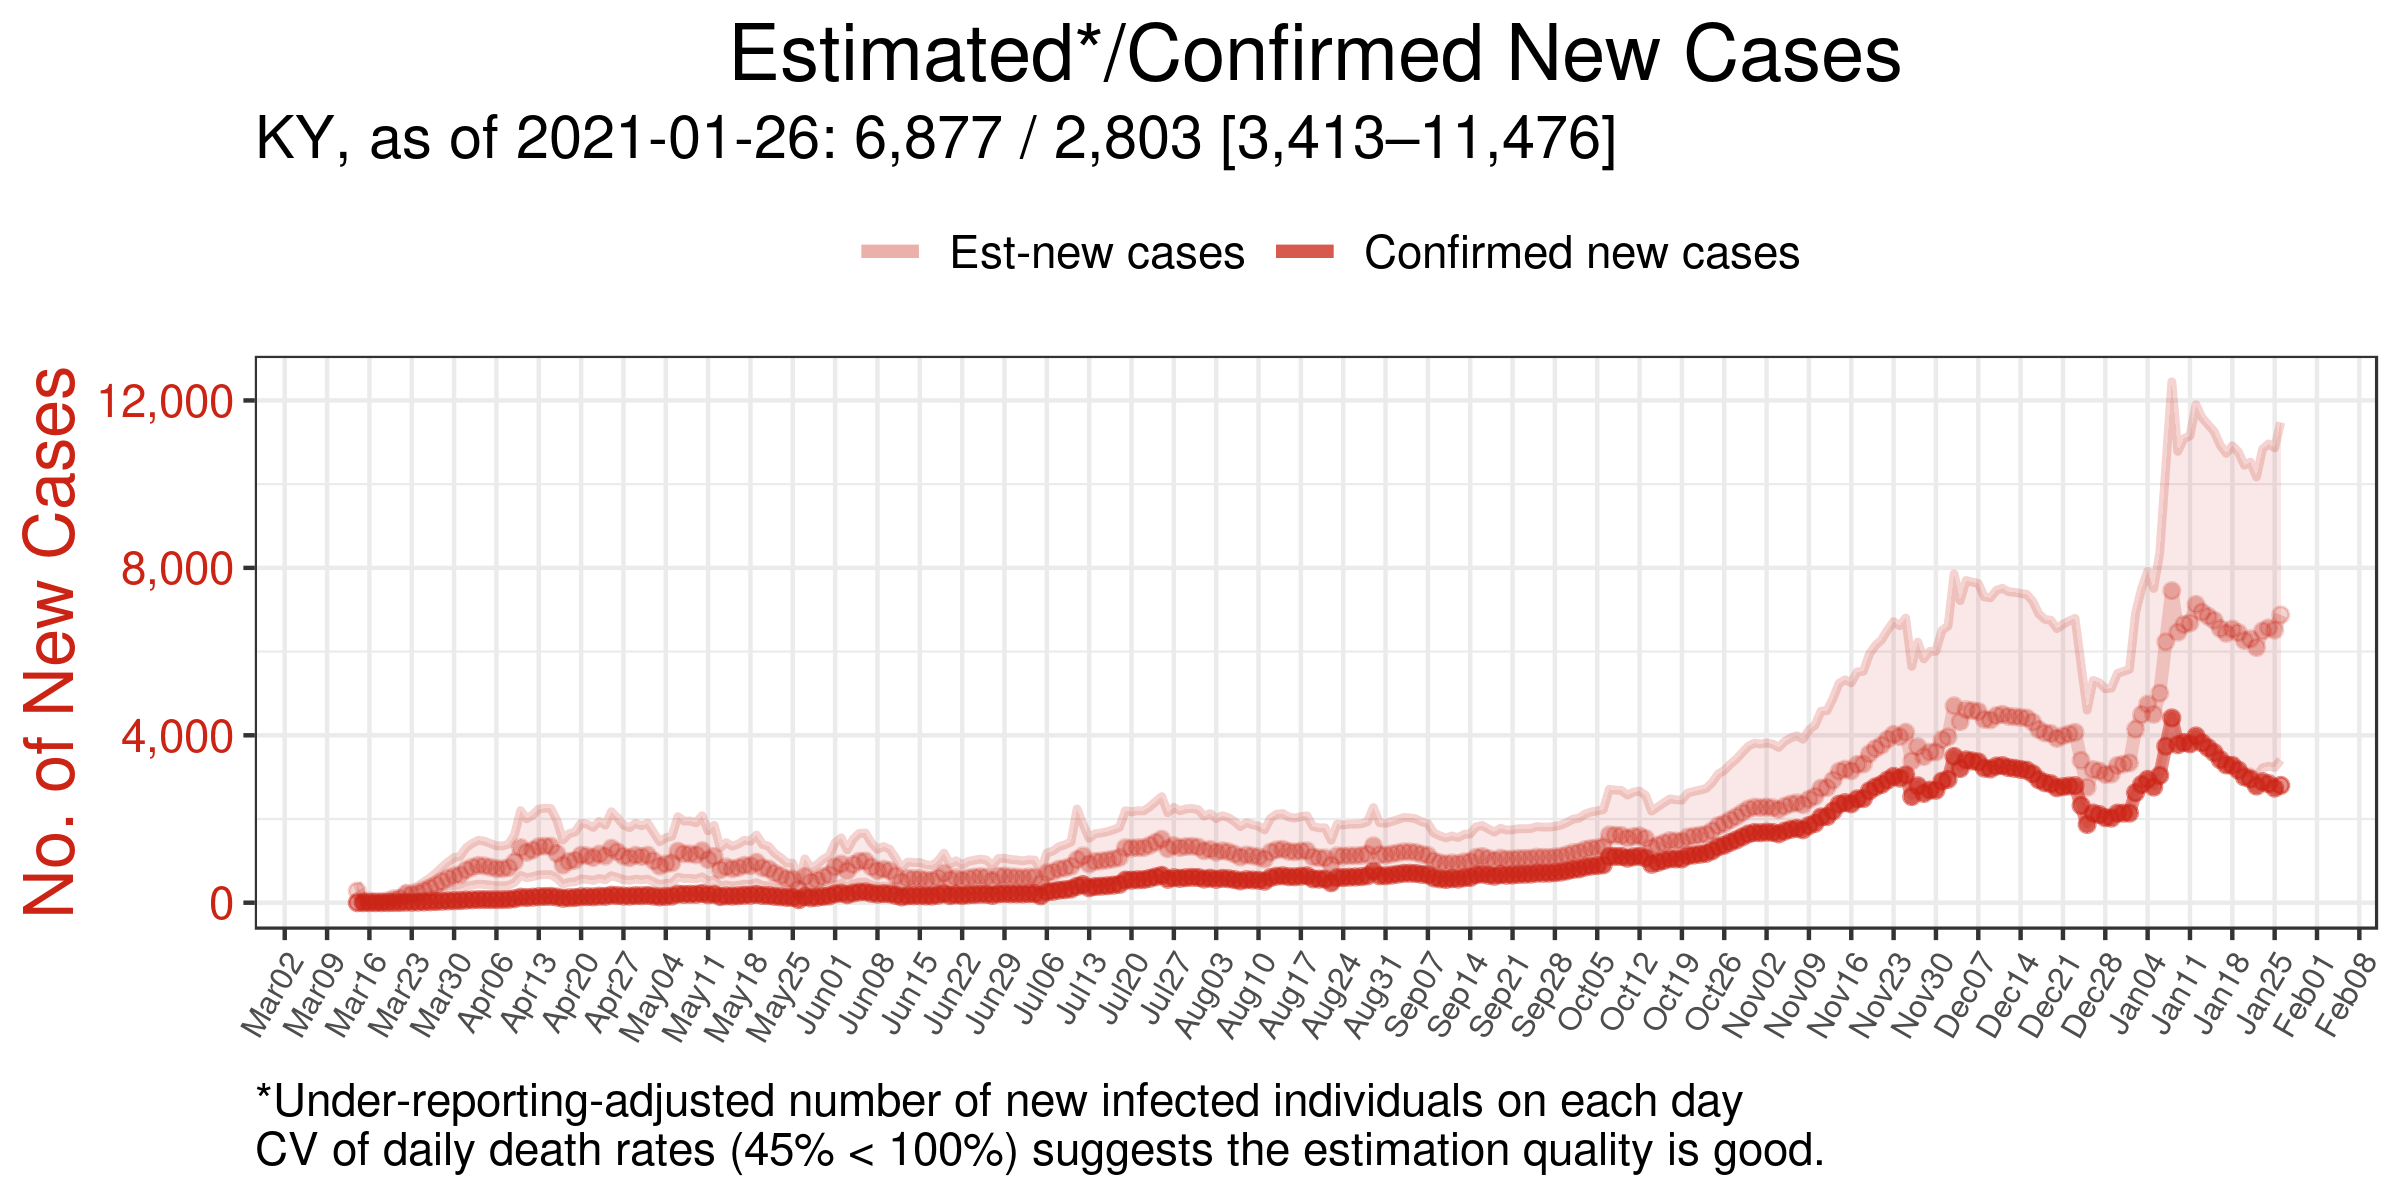 Estimated*/Confirmed New Cases
KY, as of 2021-01-26: 6,877 / 2,803 [3,413–11,476]
Est-new cases Confirmed new cases
No. of New Cases
12,000
8,000
4,000
0
Mar02 Mar09 Mar16 Mar23 Mar30 Apr06 Apr13 Apr20 Apr27 May04 May11 May18 May25 Jun01 Jun08 Jun15 Jun22 Jun29 Jul06 Jul13 Jul20 Jul27 Aug03 Aug10 Aug17 Aug24 Aug31 Sep07 Sep14 Sep21 Sep28 Oct05 Oct12 Oct19 Oct26 Nov02 Nov09 Nov16 Nov23 Nov30 Dec07 Dec14 Dec21 Dec28 Jan04 Jan11 Jan18 Jan25 Feb01 Feb08
*Under-reporting-adjusted number of new infected individuals on each day
CV of daily death rates (45% < 100%) suggests the estimation quality is good.